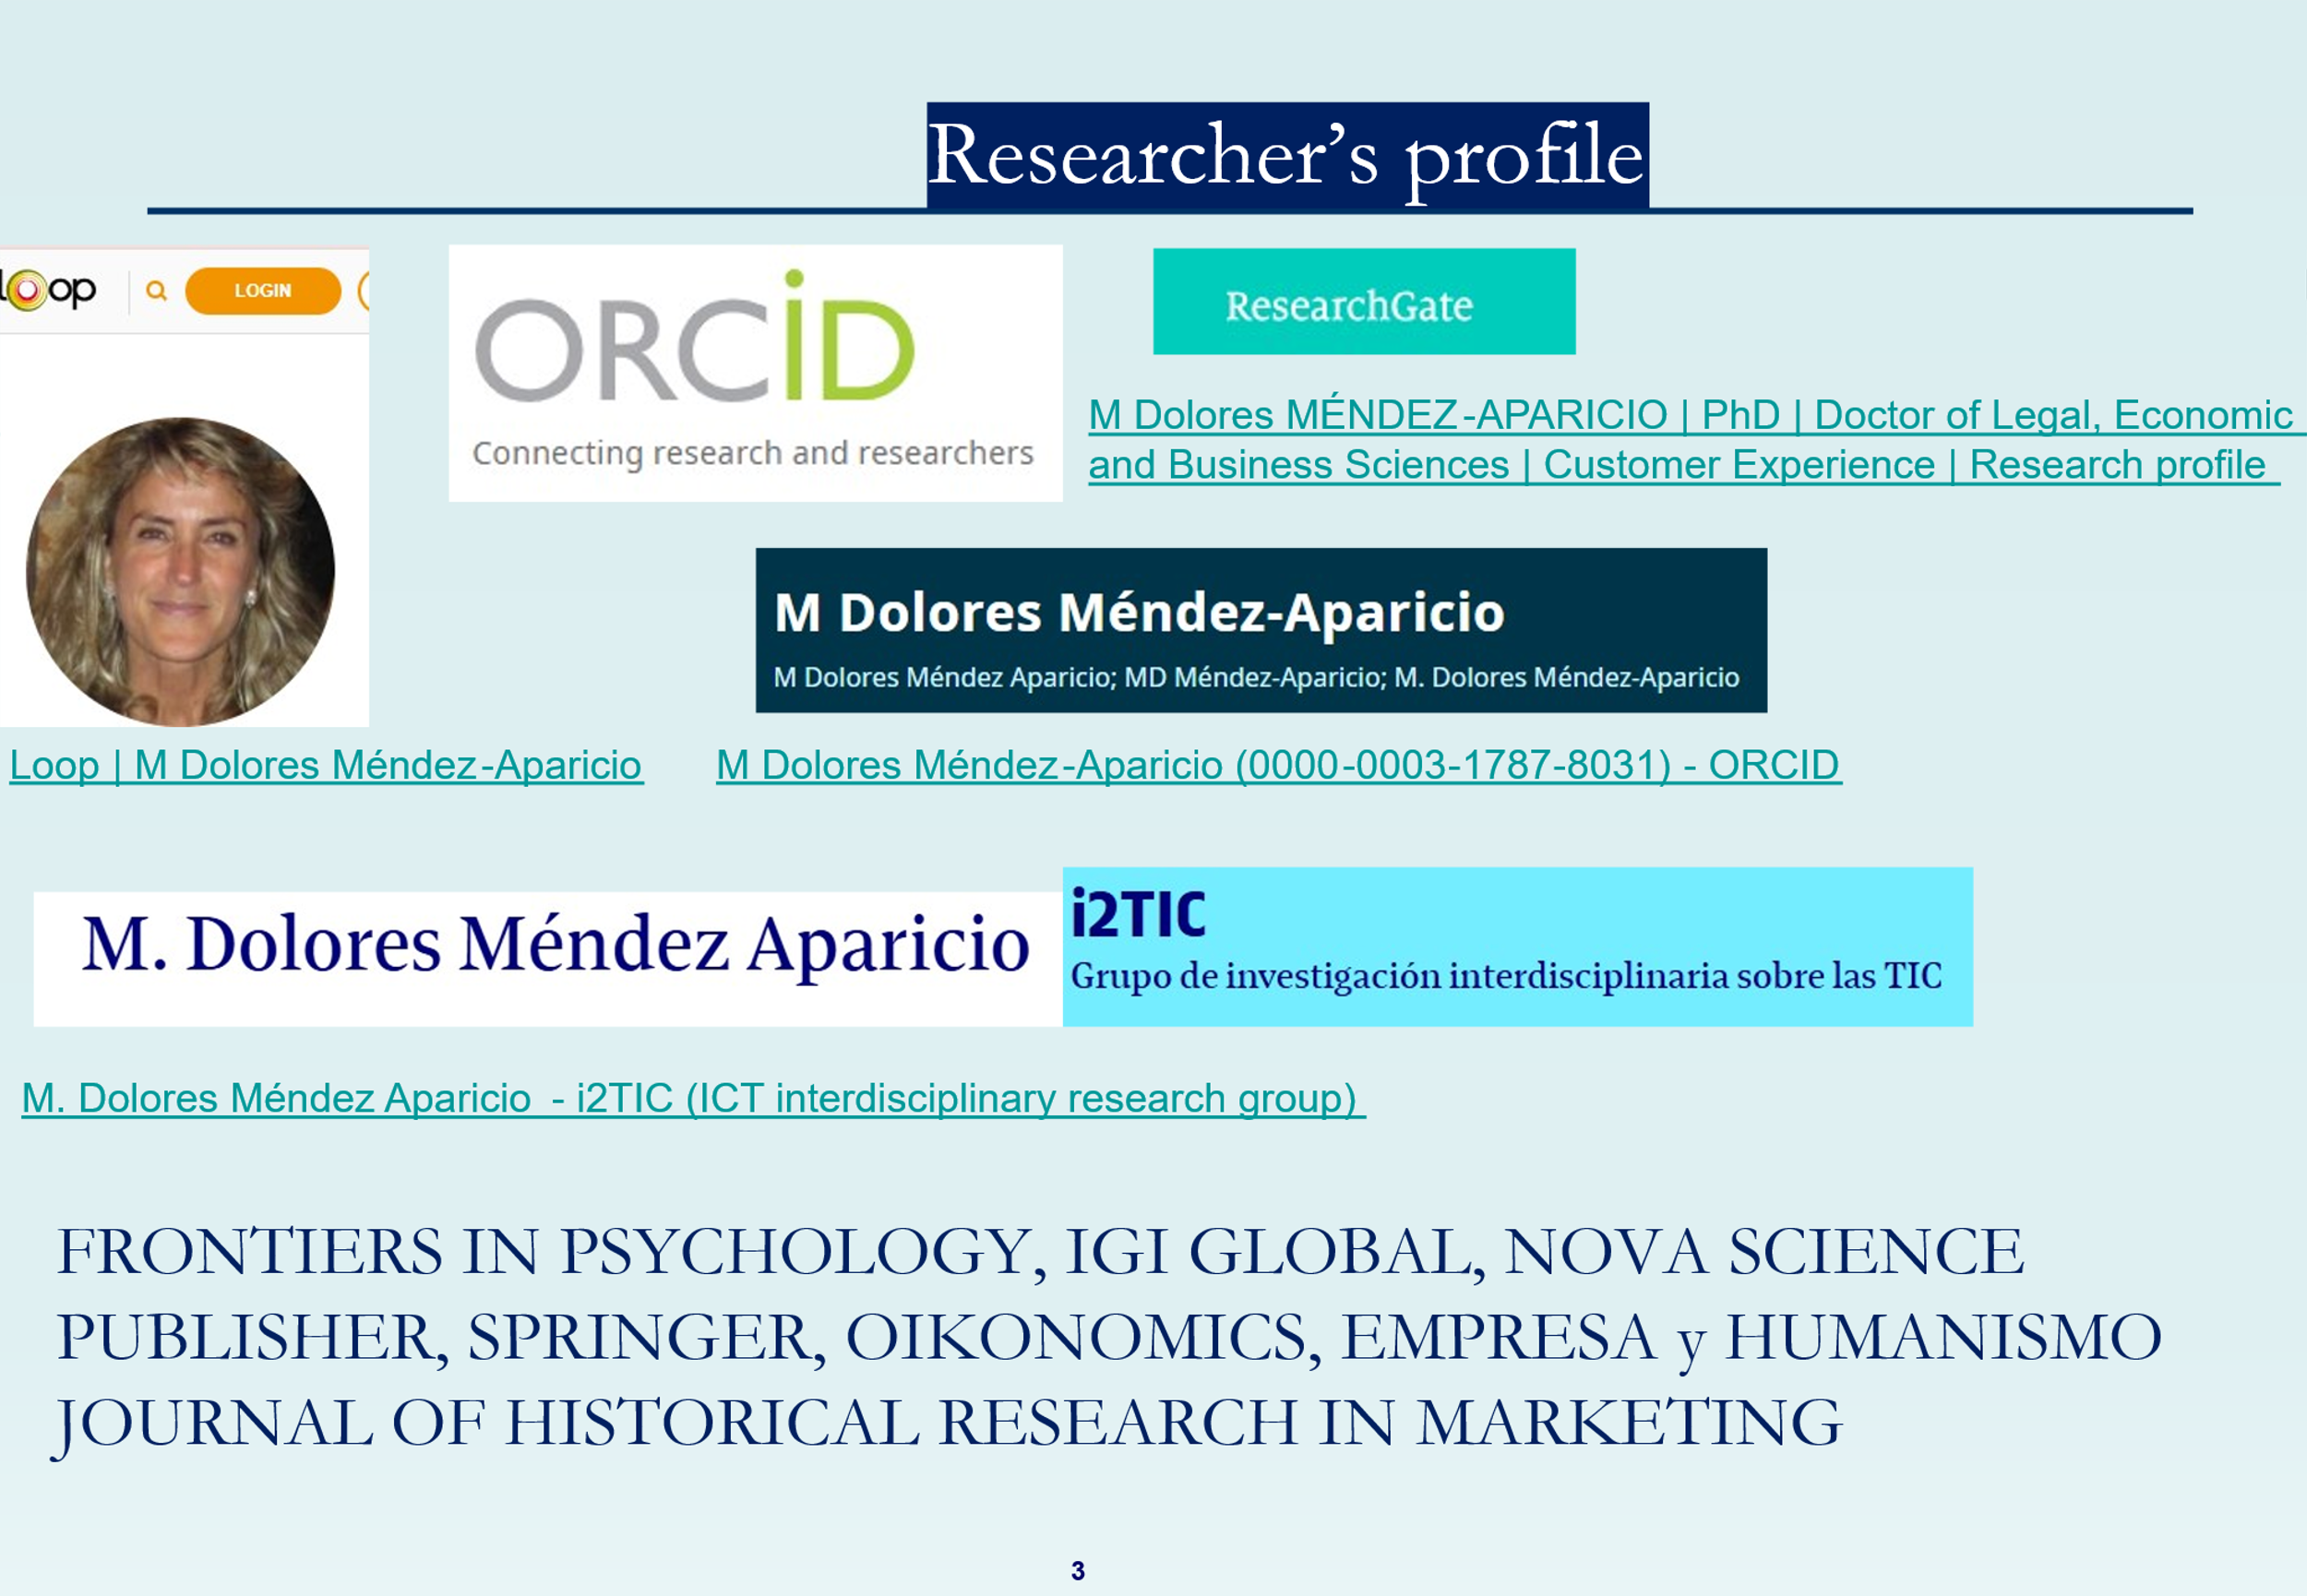 Researcher’s profile
loop
LOGIN
ORCiD
Connecting research and researchers
ResearchGate
M Dolores MÉNDEZ-APARICIO | PhD | Doctor of Legal, Economic
and Business Sciences | Customer Experience | Research profile
M Dolores Méndez-Aparicio
M Dolores Méndez Aparicio; MD Méndez-Aparicio; M. Dolores Méndez-Aparicio
Loop | M Dolores Méndez-Aparicio
M Dolores Méndez-Aparicio (0000-0003-1787-8031) - ORCID
M. Dolores Méndez Aparicio
i2TIC
Grupo de investigación interdisciplinaria sobre las TIC
M. Dolores Méndez Aparicio - i2TIC (ICT interdisciplinary research group)
FRONTIERS IN PSYCHOLOGY, IGI GLOBAL, NOVA SCIENCE
PUBLISHER, SPRINGER, OIKONOMICS, EMPRESA y HUMANISMO
JOURNAL OF HISTORICAL RESEARCH IN MARKETING
3